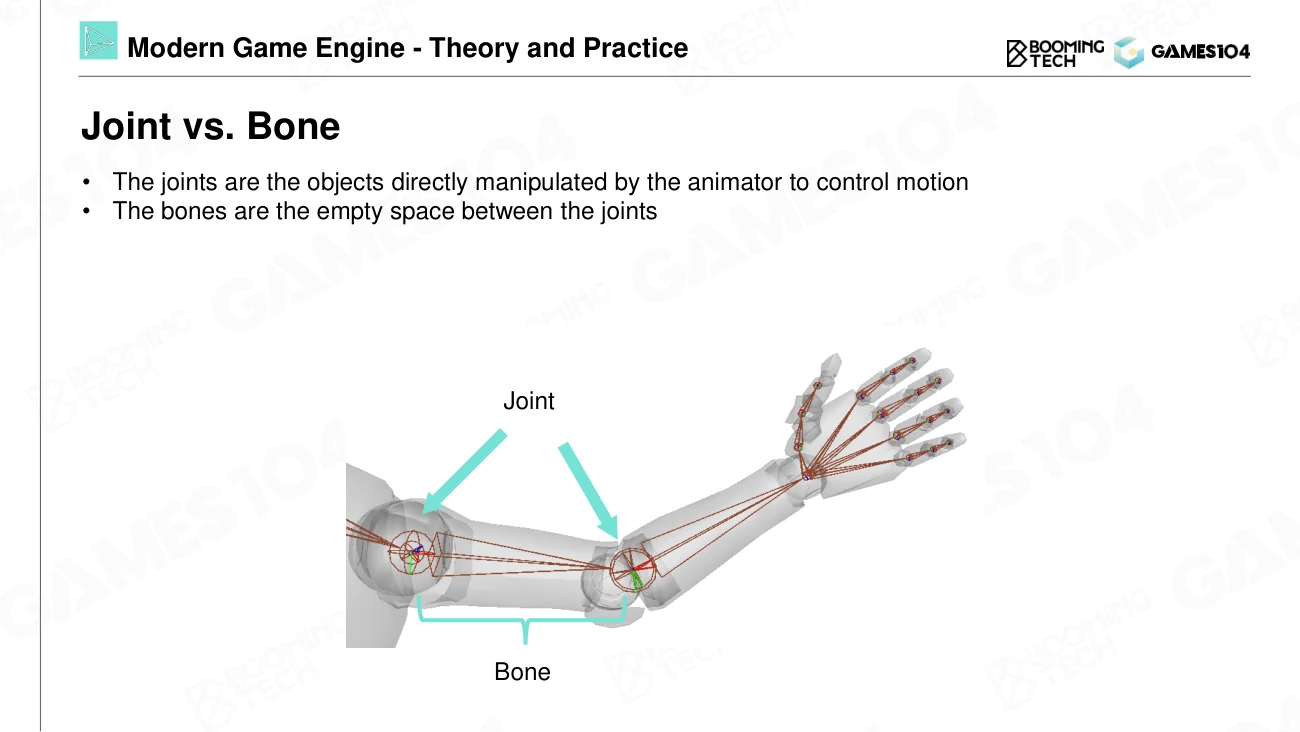 Modern Game Engine - Theory and Practice
BOOMING
TECH
GAMES104
Joint vs. Bone
• The joints are the objects directly manipulated by the animator to control motion
• The bones are the empty space between the joints
Joint
Bone